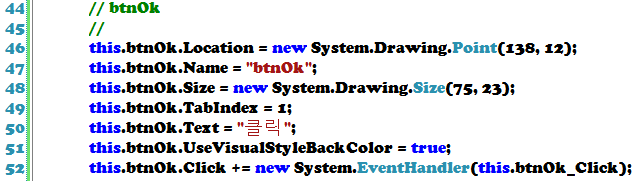 44 // btnOk
45 //
46 this.btnOk.Location = new System.Drawing.Point(138, 12);
47 this.btnOk.Name = "btnOk";
48 this.btnOk.Size = new System.Drawing.Size(75, 23);
49 this.btnOk.TabIndex = 1;
50 this.btnOk.Text = "클릭";
51 this.btnOk.UseVisualStyleBackColor = true;
52 this.btnOk.Click += new System.EventHandler(this.btnOk_Click);